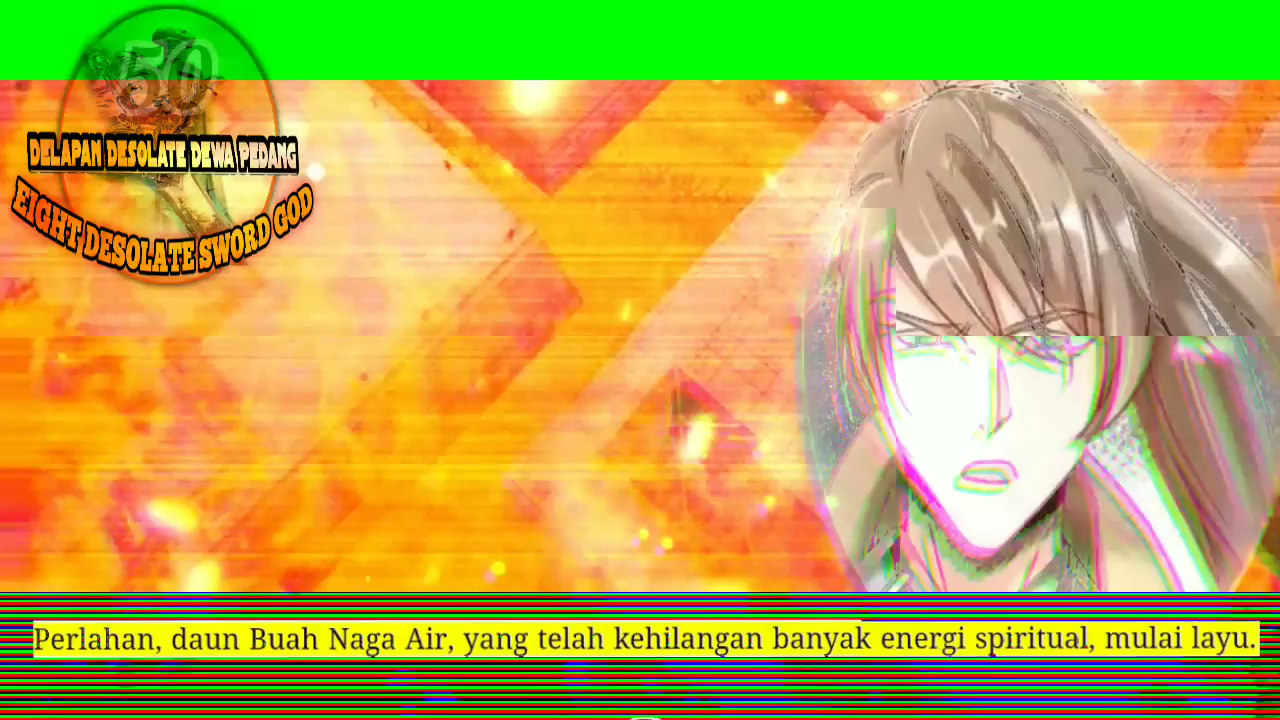 50
DELAPAN DESOLATE DEWA PEDANG
EIGHT DESOLATE SWORD GOD
Perlahan, daun Buah Naga Air, yang telah kehilangan banyak energi spiritual, mulai layu.